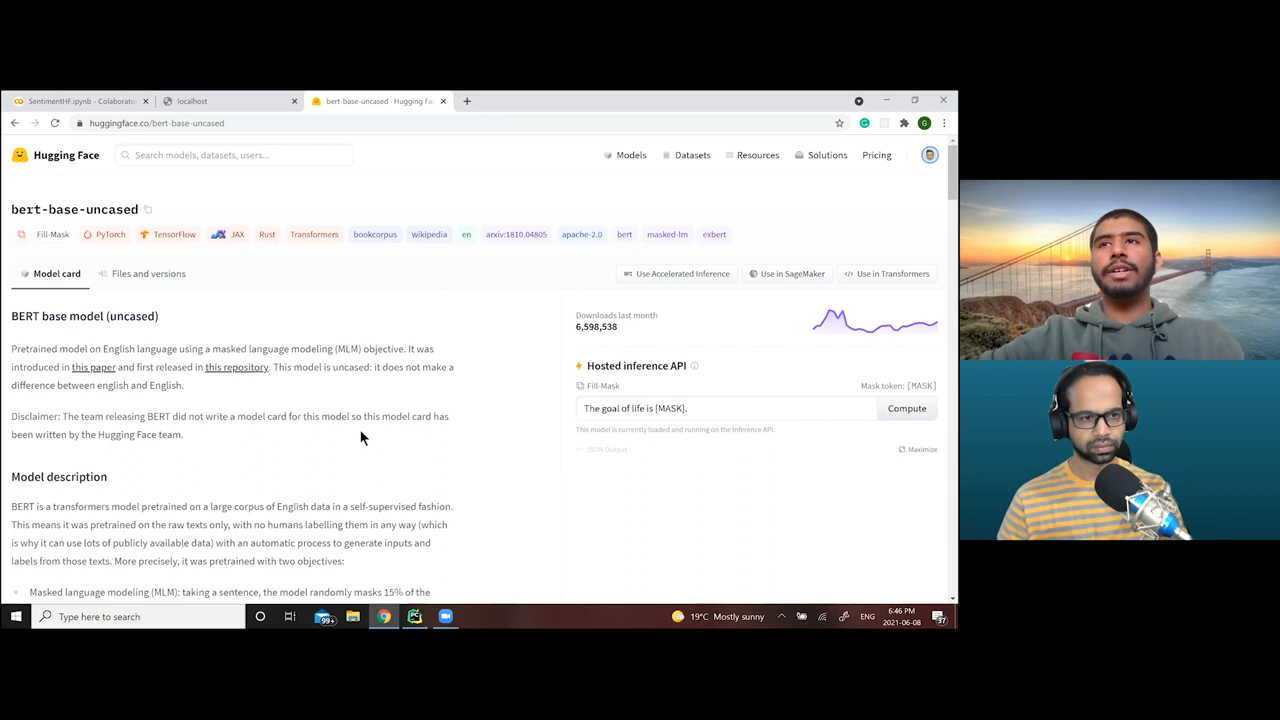 SentimentHF.ipynb - Colaborato
localhost
bert-base-uncased · Hugging Fa
huggingface.co/bert-base-uncased
G
Hugging Face
Search models, datasets, users...
Models
Datasets
Resources
Solutions
Pricing
bert-base-uncased
Fill-Mask
PyTorch
TensorFlow
JAX
Rust
Transformers
bookcorpus
wikipedia
en
arxiv:1810.04805
apache-2.0
bert
masked-lm
exbert
Model card
Files and versions
Use Accelerated Inference
Use in SageMaker
</> Use in Transformers
BERT base model (uncased)
Pretrained model on English language using a masked language modeling (MLM) objective. It was
introduced in this paper and first released in this repository. This model is uncased: it does not make a
difference between english and English.
Disclaimer: The team releasing BERT did not write a model card for this model so this model card has
been written by the Hugging Face team.
Model description
BERT is a transformers model pretrained on a large corpus of English data in a self-supervised fashion.
This means it was pretrained on the raw texts only, with no humans labelling them in any way (which
is why it can use lots of publicly available data) with an automatic process to generate inputs and
labels from those texts. More precisely, it was pretrained with two objectives:
Masked language modeling (MLM): taking a sentence, the model randomly masks 15% of the
Downloads last month
6,598,538
Hosted inference API
Fill-Mask
Mask token: [MASK]
The goal of life is [MASK].
Compute
This model is currently loaded and running on the Inference API.
</> JSON Output
Maximize
Type here to search
99+
19°C Mostly sunny
ENG
6:46 PM
2021-06-08
37